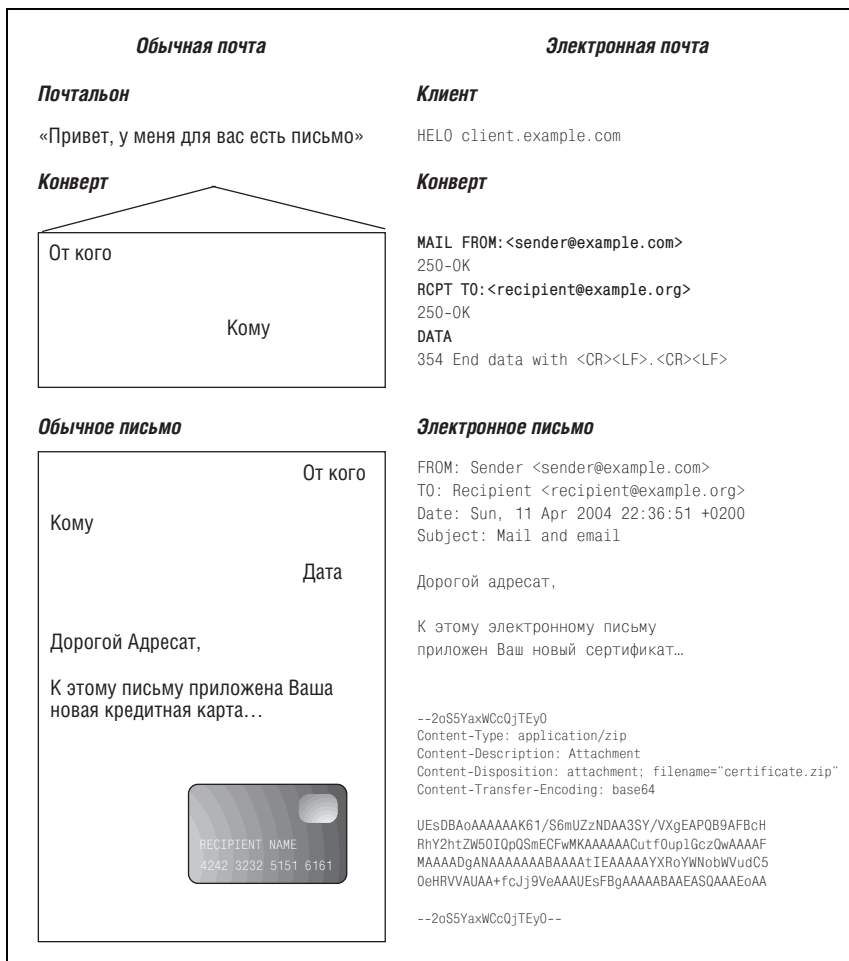 Обычная почта
Электронная почта
Почтальон
«Привет, у меня для вас есть письмо»
Конверт
От кого
Кому
Обычное письмо
От кого
Кому
Дата
Дорогой Адресат,
К этому письму приложена Ваша
новая кредитная карта…
RECIPIENT NAME
4242 3232 5151 6161
Клиент
HELO client.example.com
Конверт
MAIL FROM:<sender@example.com>
250-OK
RCPT TO:<recipient@example.org>
250-OK
DATA
354 End data with <CR><LF>.<CR><LF>
Электронное письмо
FROM: Sender <sender@example.com>
TO: Recipient <recipient@example.org>
Date: Sun, 11 Apr 2004 22:36:51 +0200
Subject: Mail and email
Дорогой адресат,
К этому электронному письму
приложен Ваш новый сертификат…
--2oS5YaxWCcQjTEyO
Content-Type: application/zip
Content-Description: Attachment
Content-Disposition: attachment; filename="certificate.zip"
Content-Transfer-Encoding: base64
UEsDBAoAAAAAAK61/S6mUZzNDAA3SY/VXgEAPQB9AFBcH
RhY2htZW5OIQpQSmECFwMKAAAAAACutfOuplGczQwAAAAF
MAAAADgANAAAAAAABAAAAtIEAAAAAYXRoYWNobWVudC5
OeHRVVAUAA+fcJj9VeAAAUEsFBgAAAAABAAEASQAAAEoAA
--2oS5YaxWCcQjTEyO--